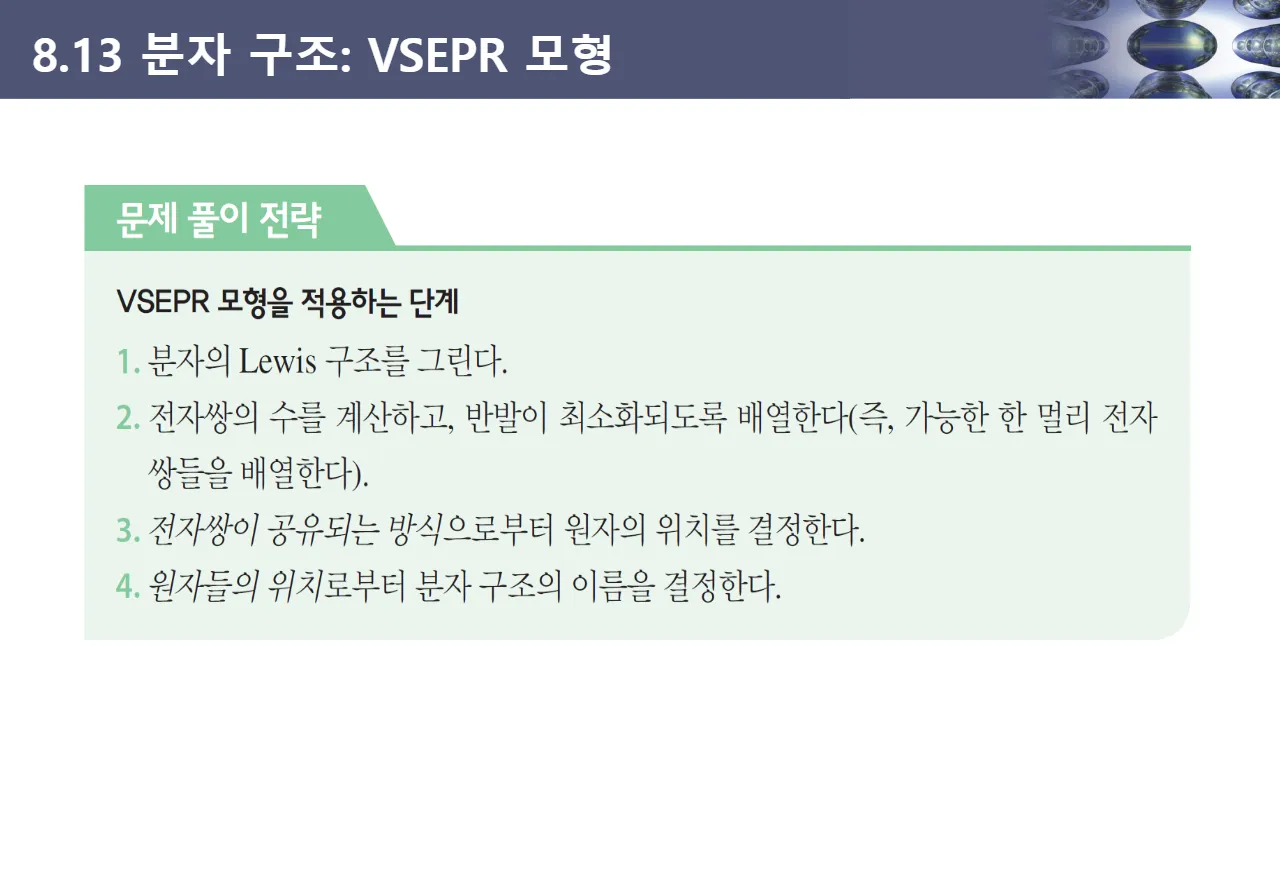 8.13 분자 구조: VSEPR 모형
문제 풀이 전략
VSEPR 모형을 적용하는 단계
1. 분자의 Lewis 구조를 그린다.
2. 전자쌍의 수를 계산하고, 반발이 최소화되도록 배열한다(즉, 가능한 한 멀리 전자
쌍들을 배열한다).
3. 전자쌍이 공유되는 방식으로부터 원자의 위치를 결정한다.
4. 원자들의 위치로부터 분자 구조의 이름을 결정한다.